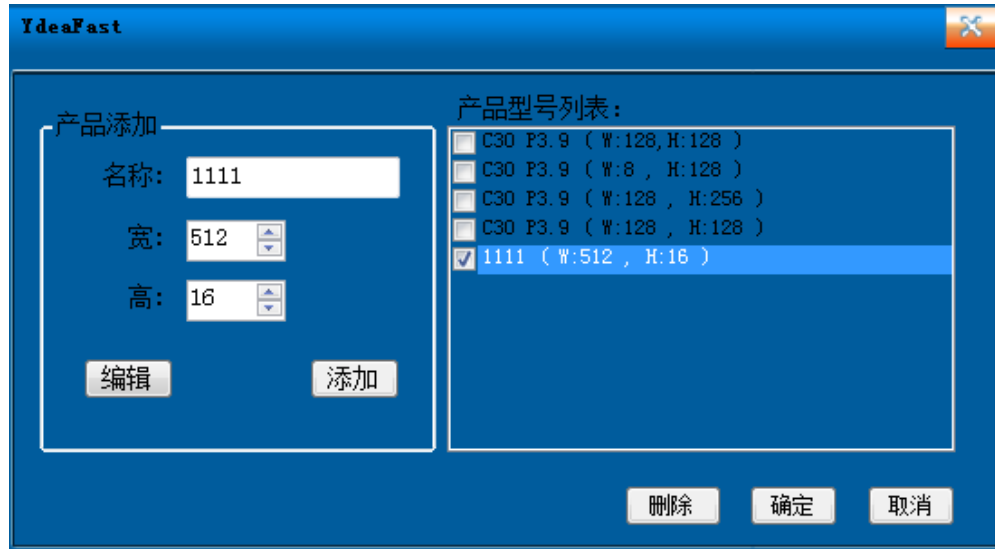 YdeaFast
产品添加
名称: 1111
宽: 512
高: 16
编辑 添加
产品型号列表:
C30 P3.9 ( W:128,H:128 )
C30 P3.9 ( W:8 , H:128 )
C30 P3.9 ( W:128 , H:256 )
C30 P3.9 ( W:128 , H:128 )
1111 ( W:512 , H:16 )
删除 确定 取消